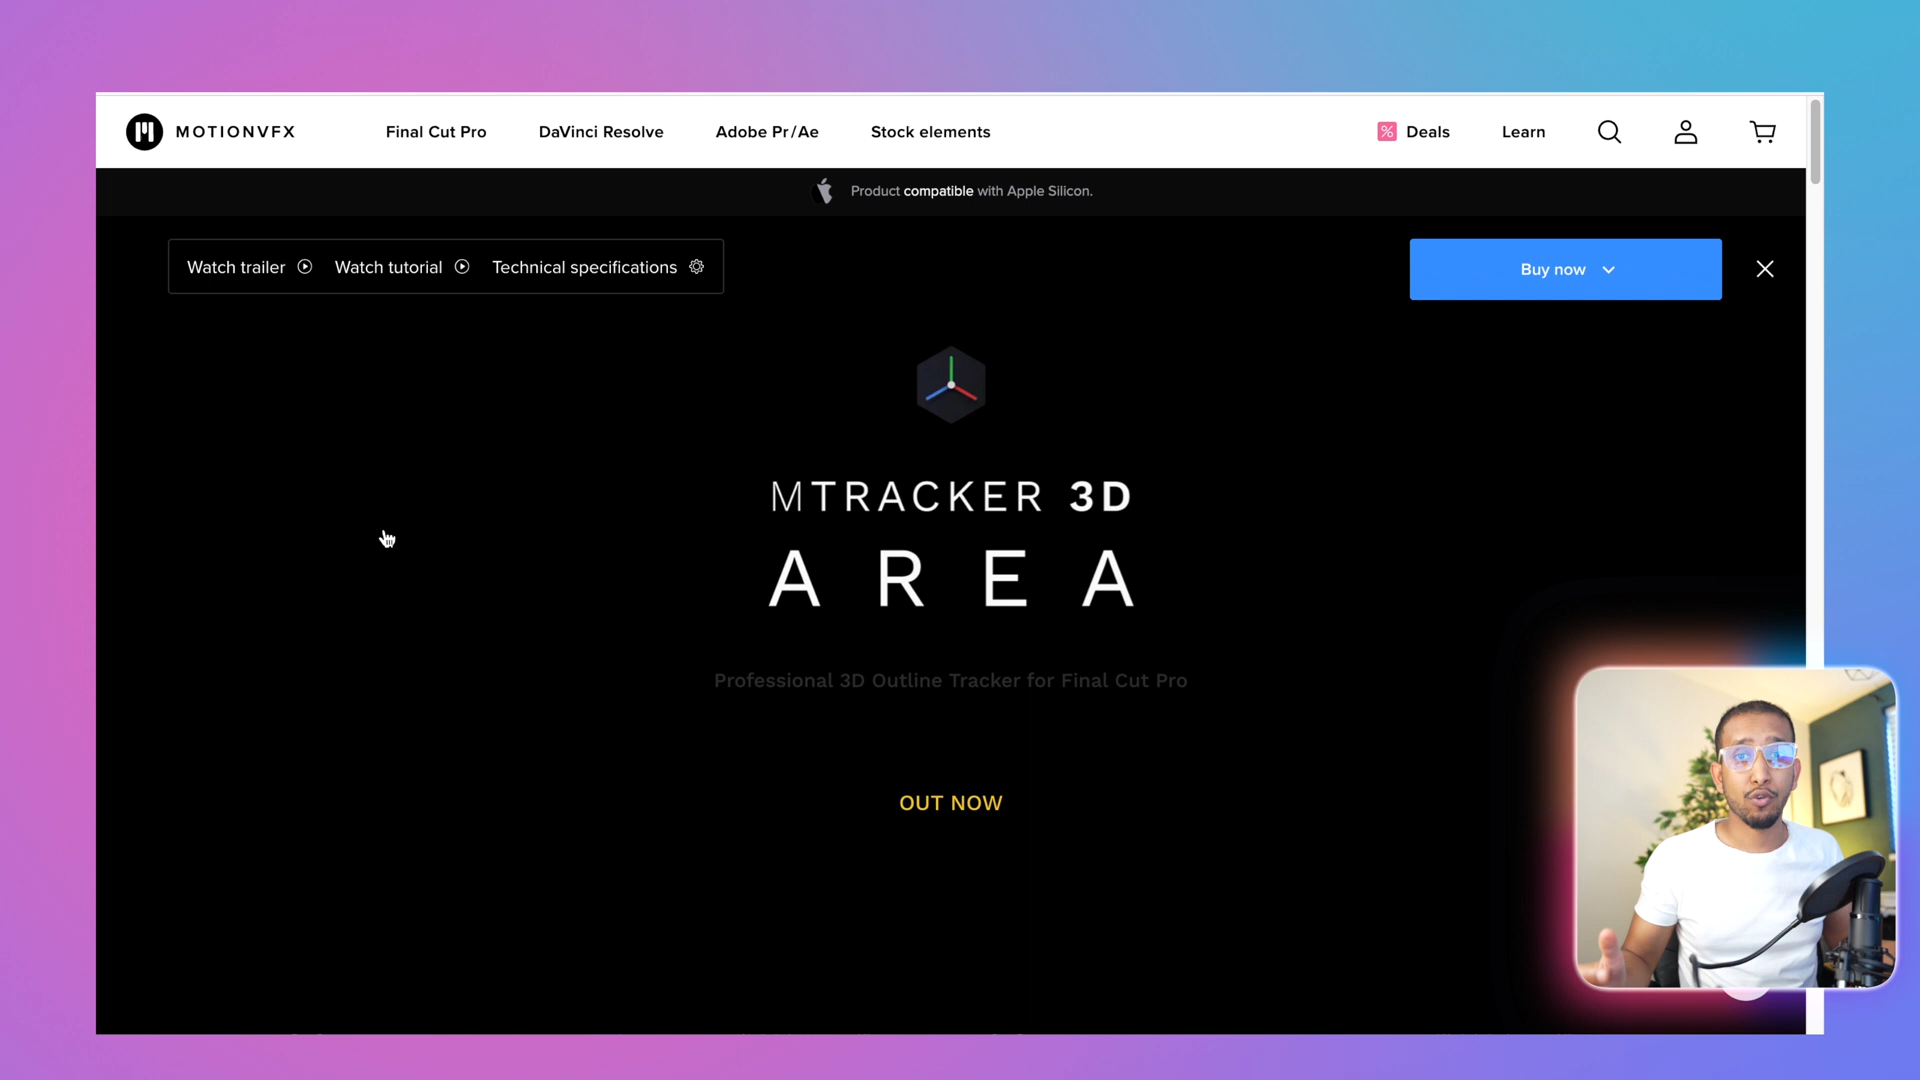 MOTIONVFX
Final Cut Pro
DaVinci Resolve
Adobe Pr/Ae
Stock elements
% Deals
Learn
Product compatible with Apple Silicon.
Watch trailer
Watch tutorial
Technical specifications
Buy now
MTRACKER 3D
AREA
Professional 3D Outline Tracker for Final Cut Pro
OUT NOW